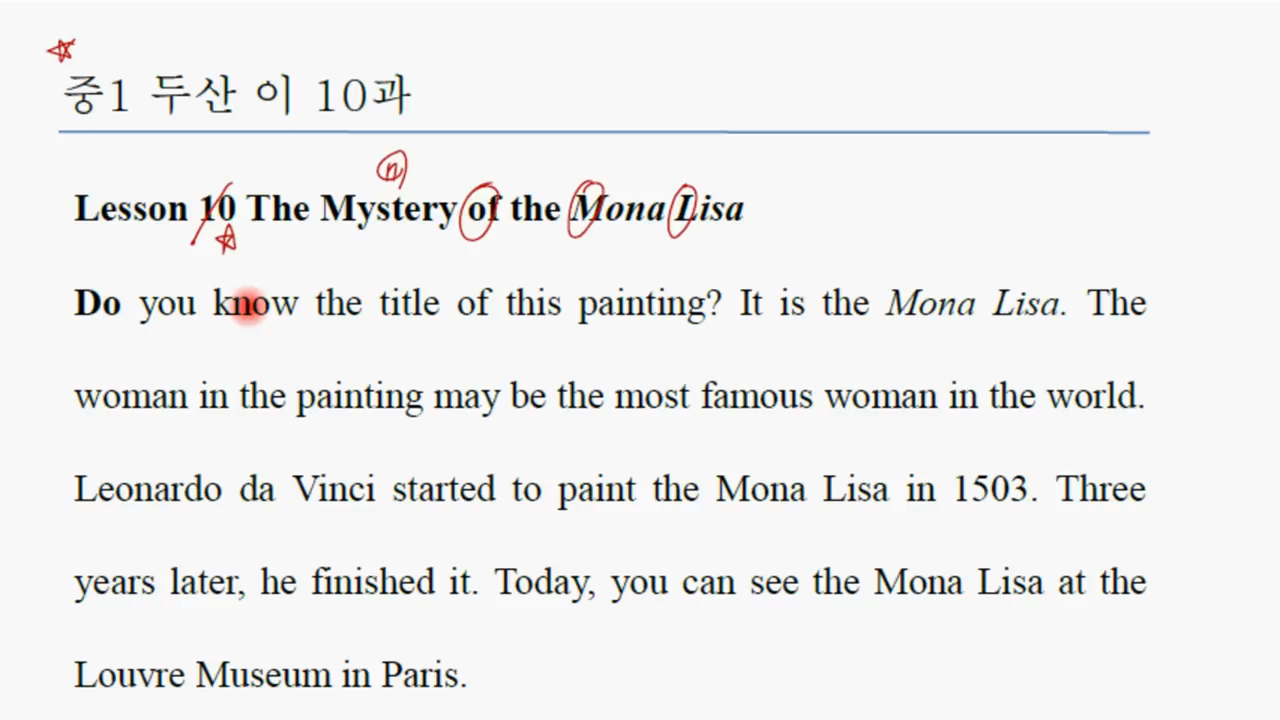 중1 두산 이 10과
n
Lesson 10 The Mystery of the Mona Lisa
Do you know the title of this painting? It is the Mona Lisa. The
woman in the painting may be the most famous woman in the world.
Leonardo da Vinci started to paint the Mona Lisa in 1503. Three
years later, he finished it. Today, you can see the Mona Lisa at the
Louvre Museum in Paris.